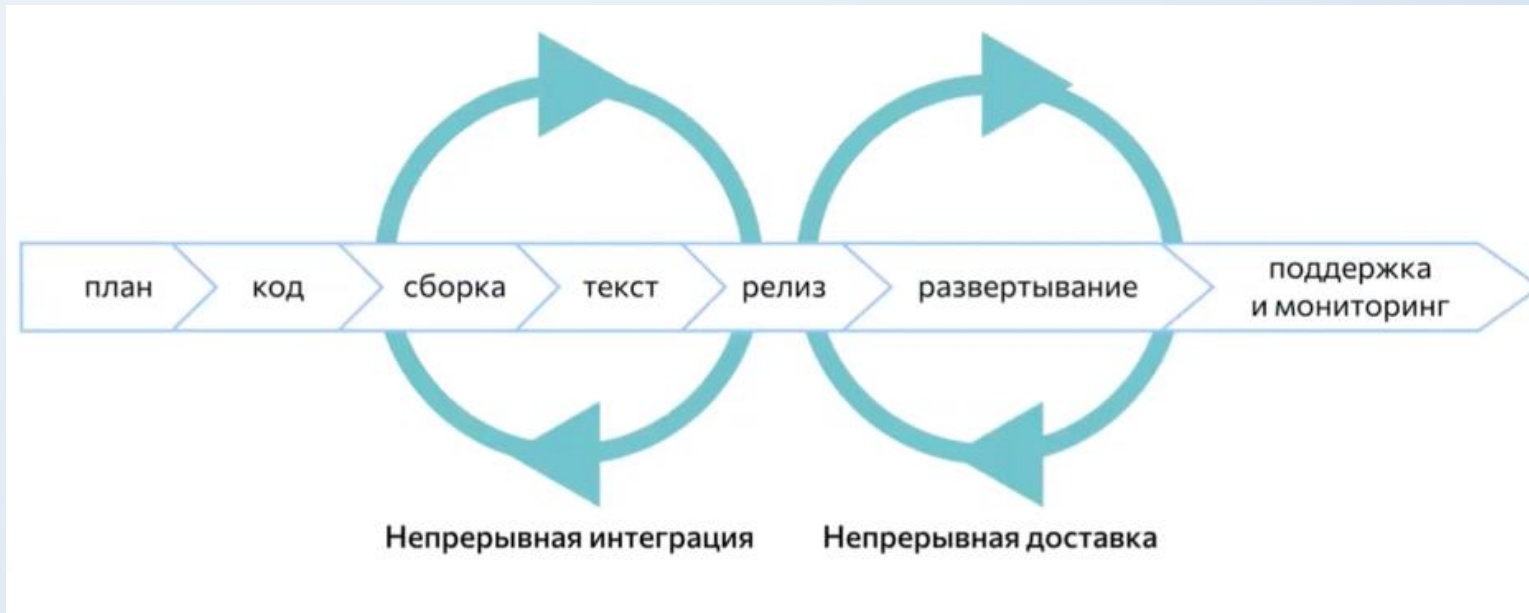 план
код
сборка
текст
релиз
развертывание
поддержка
и мониторинг
Непрерывная интеграция
Непрерывная доставка